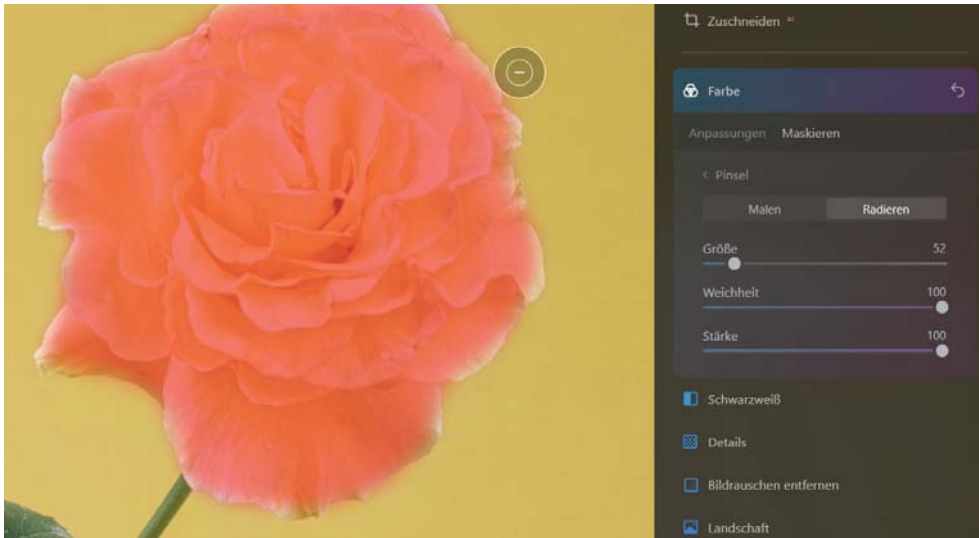 Zuschneiden
Farbe
Anpassungen Maskieren
< Pinsel
Malen Radieren
Größe 52
Weichheit 100
Stärke 100
Schwarzweiß
Details
Bildrauschen entfernen
Landschaft